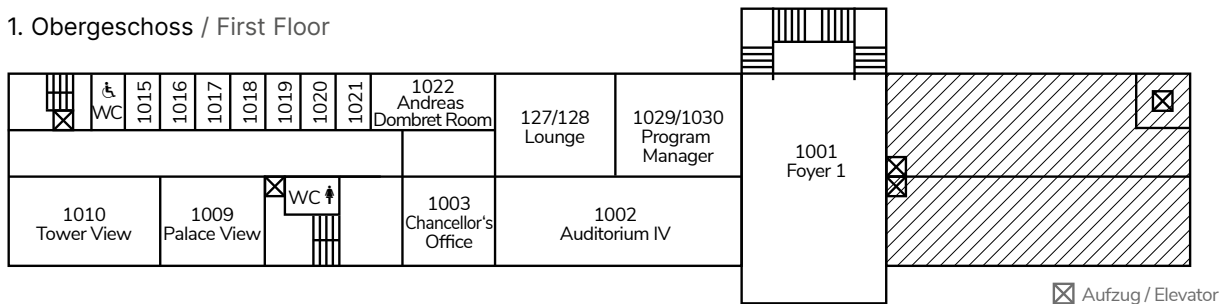 1. Obergeschoss / First Floor
WC
1015
1016
1017
1018
1019
1020
1021
1022
Andreas
Dombret Room
127/128
Lounge
1029/1030
Program
Manager
1001
Foyer 1
1010
Tower View
1009
Palace View
WC
1003
Chancellor‘s
Office
1002
Auditorium IV
Aufzug / Elevator